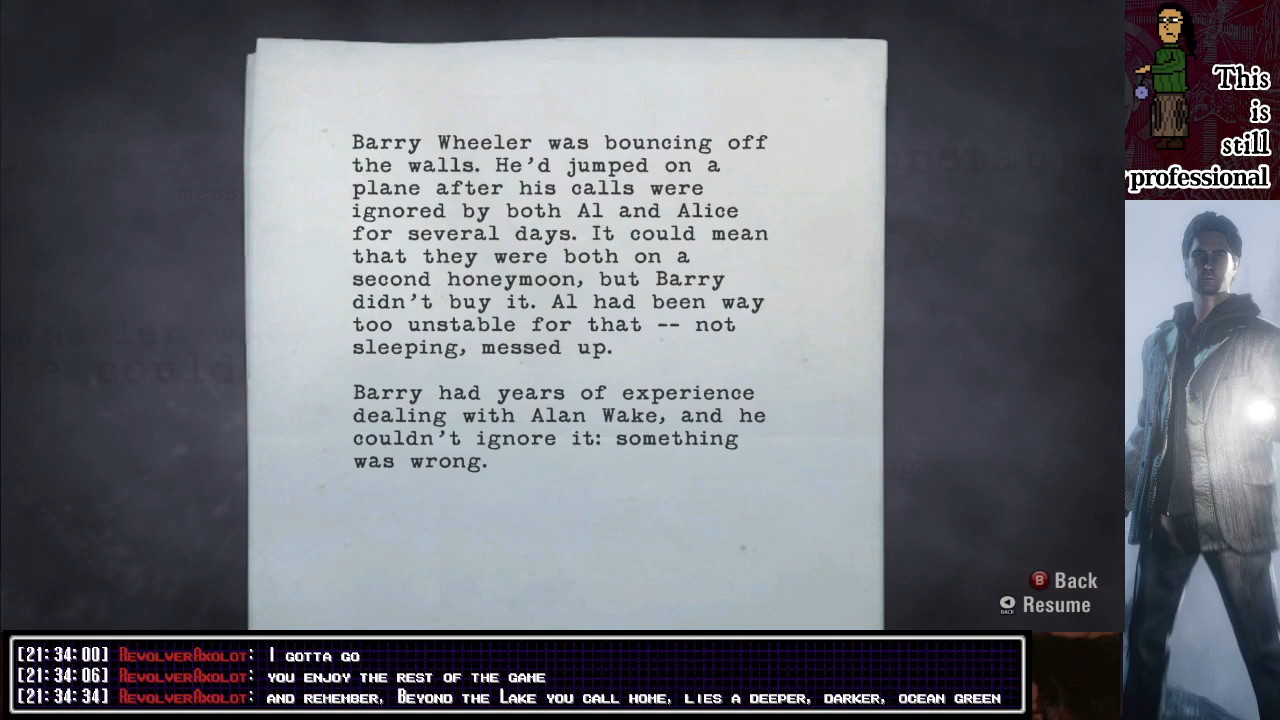 Barry Wheeler was bouncing off
the walls. He'd jumped on a
plane after his calls were
ignored by both Al and Alice
for several days. It could mean
that they were both on a
second honeymoon, but Barry
didn't buy it. Al had been way
too unstable for that -- not
sleeping, messed up.
Barry had years of experience
dealing with Alan Wake, and he
couldn't ignore it: something
was wrong.
B Back
BACK Resume
This
is
still
professional
[21:34:00] RevolverAxolot: I gotta go
[21:34:06] RevolverAxolot: you enjoy the rest of the game
[21:34:34] RevolverAxolot: and remember, Beyond the Lake you call home, lies a deeper, darker, ocean green